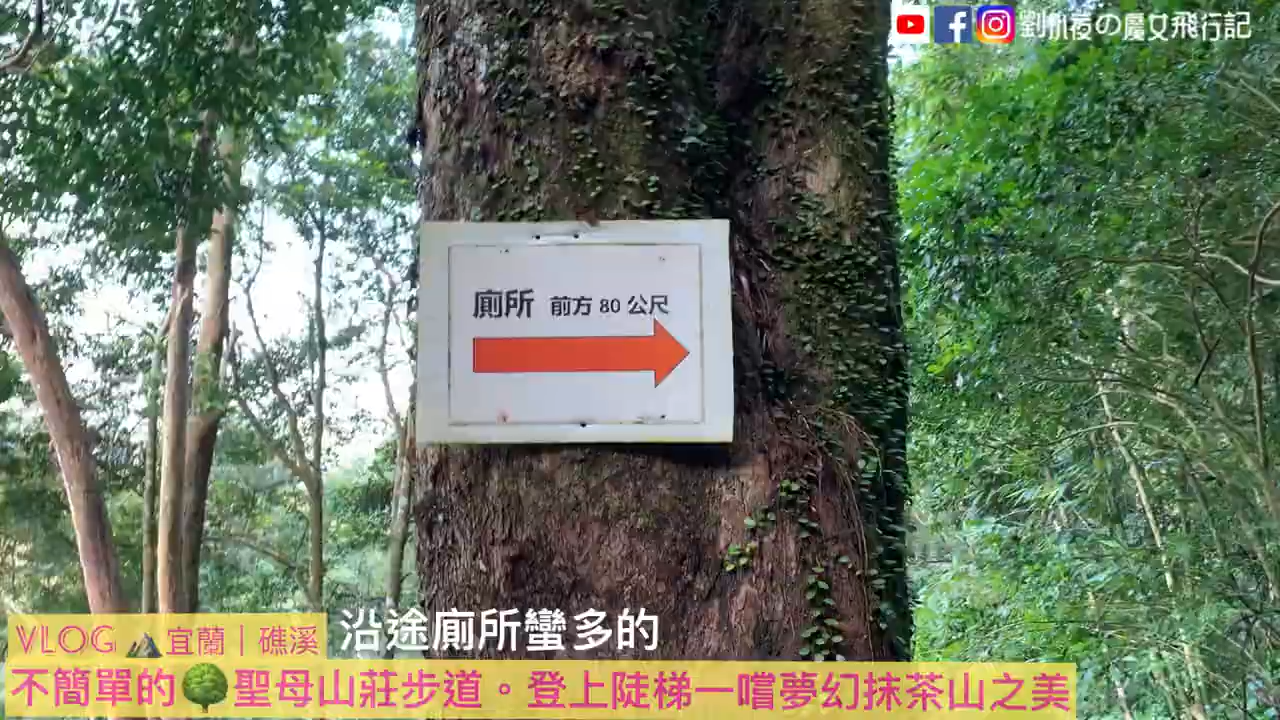 劉小夜の魔女飛行記
廁所 前方 80 公尺
沿途廁所蠻多的
VLOG⛰️宜蘭｜礁溪
不簡單的🌳聖母山莊步道。登上陡梯一嚐夢幻抹茶山之美